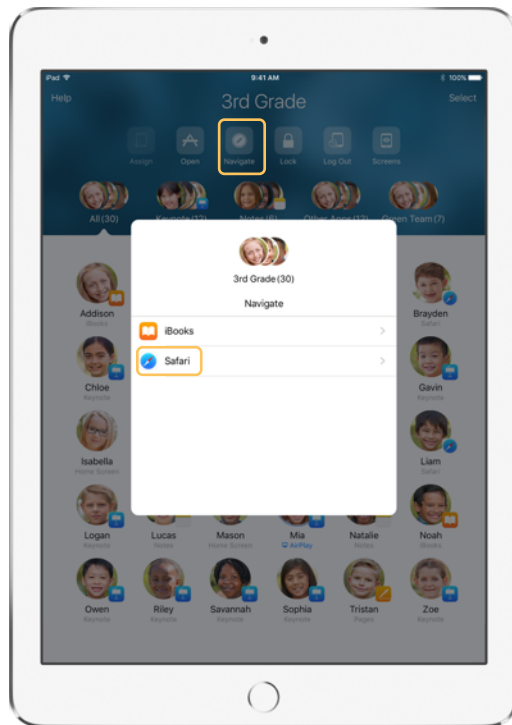 iPad 9:41 AM 100%
Help 3rd Grade Select
Assign Open Navigate Lock Log Out Screens
All (30) Keynote (12) Notes (6) Other Apps (12) Green Team (7)
3rd Grade (30)
Navigate
iBooks
Safari
Addison Brayden
iBooks Safari
Chloe Gavin
Keynote Keynote
Isabella Liam
Home Screen Safari
Logan Lucas Mason Mia Natalie Noah
Keynote Notes Home Screen AirPlay Notes iBooks
Owen Riley Savannah Sophia Tristan Zoe
Keynote Keynote Keynote Keynote Pages Keynote